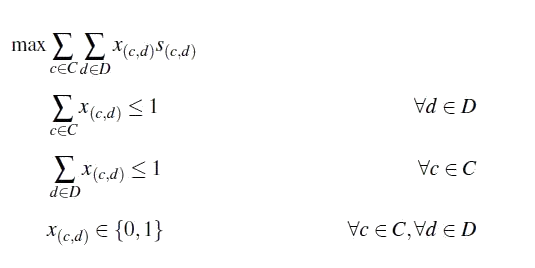 max ∑_{c∈C} ∑_{d∈D} x_{(c,d)} s_{(c,d)}
∑_{c∈C} x_{(c,d)} ≤ 1 ∀d ∈ D
∑_{d∈D} x_{(c,d)} ≤ 1 ∀c ∈ C
x_{(c,d)} ∈ {0,1} ∀c ∈ C,∀d ∈ D